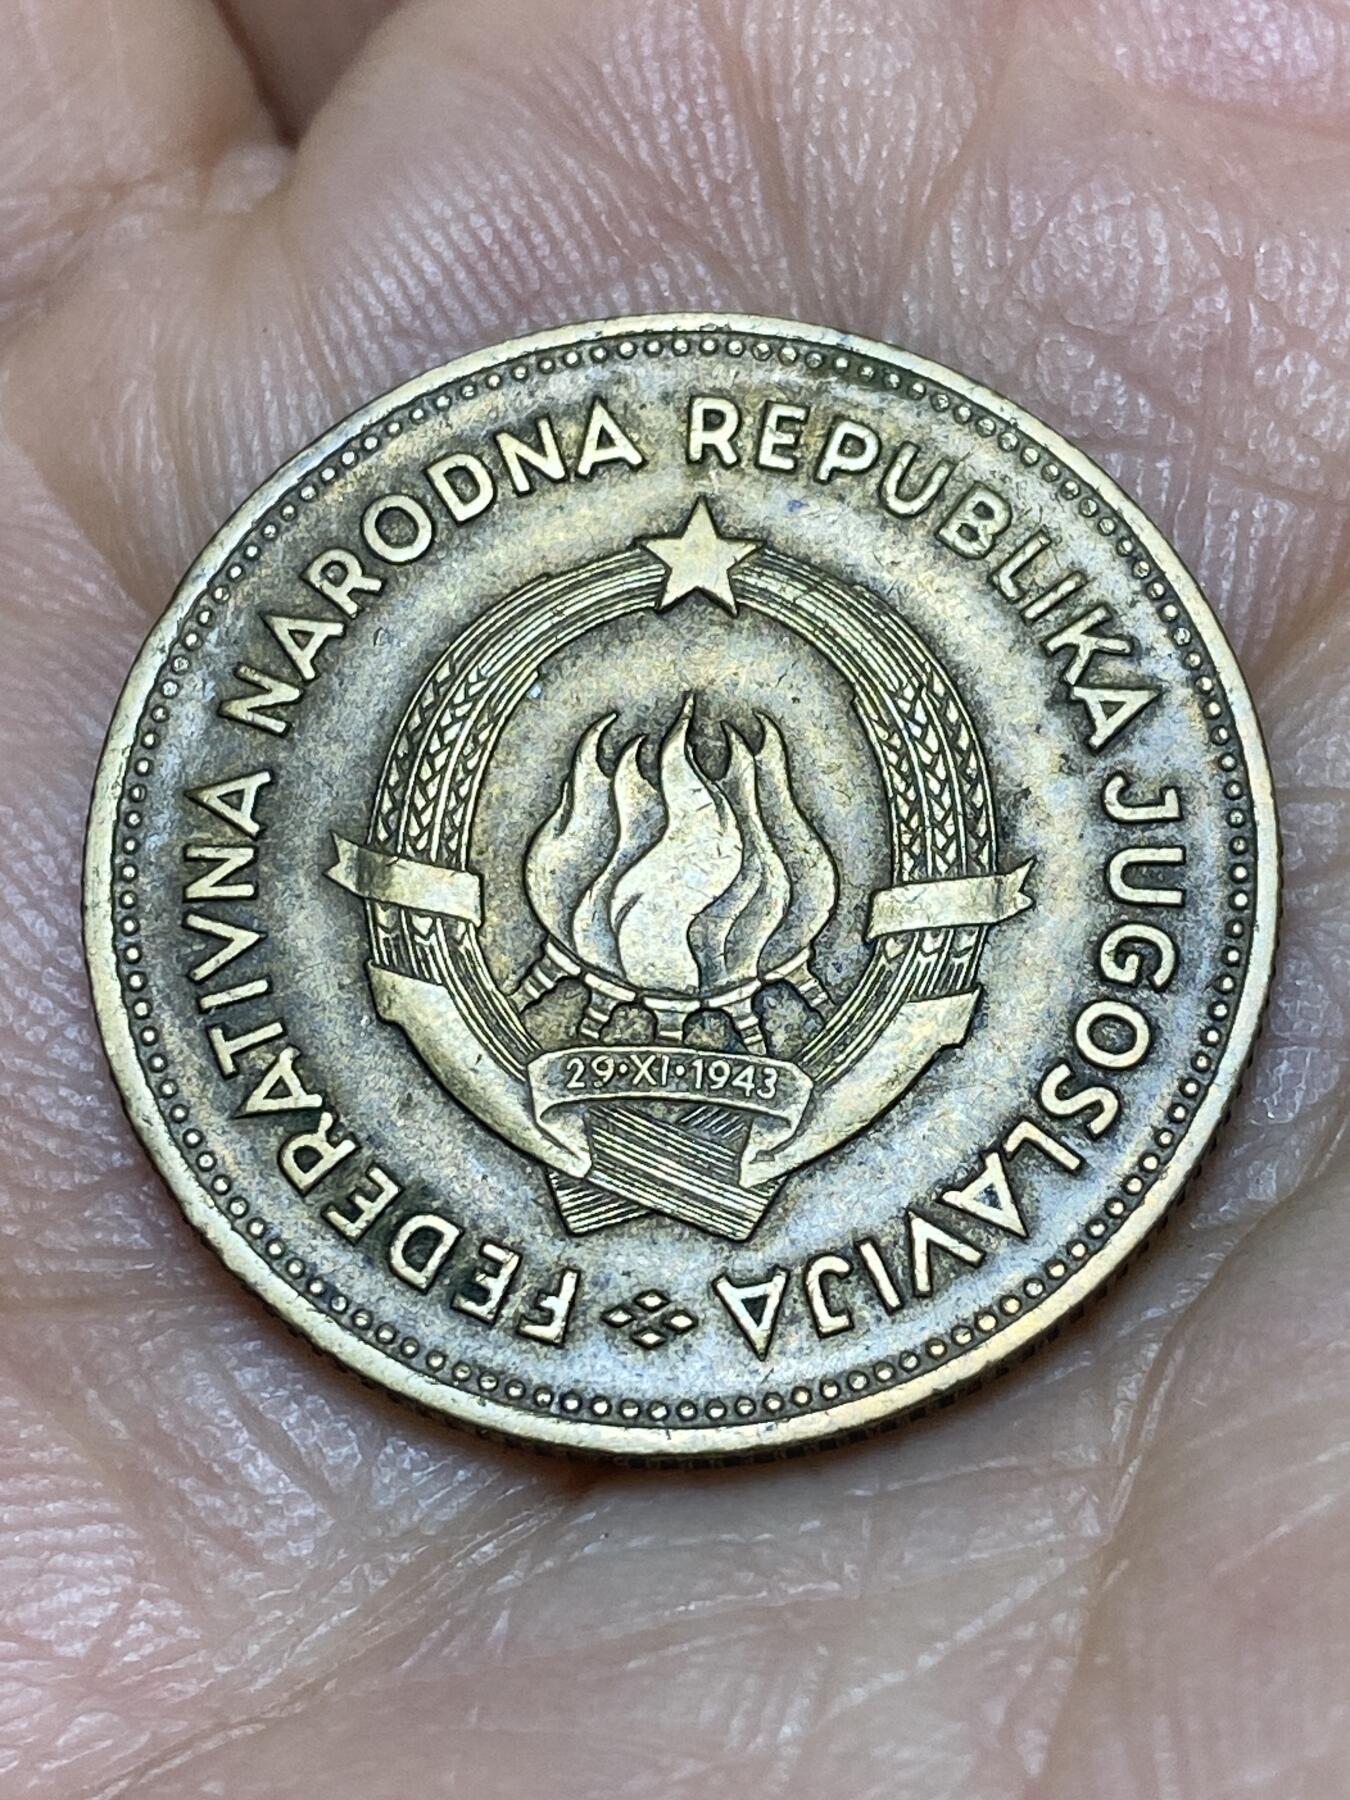 FEDERATIVNA NARODNA REPUBLIKA JUGOSLAVIJA
29·XI·1943